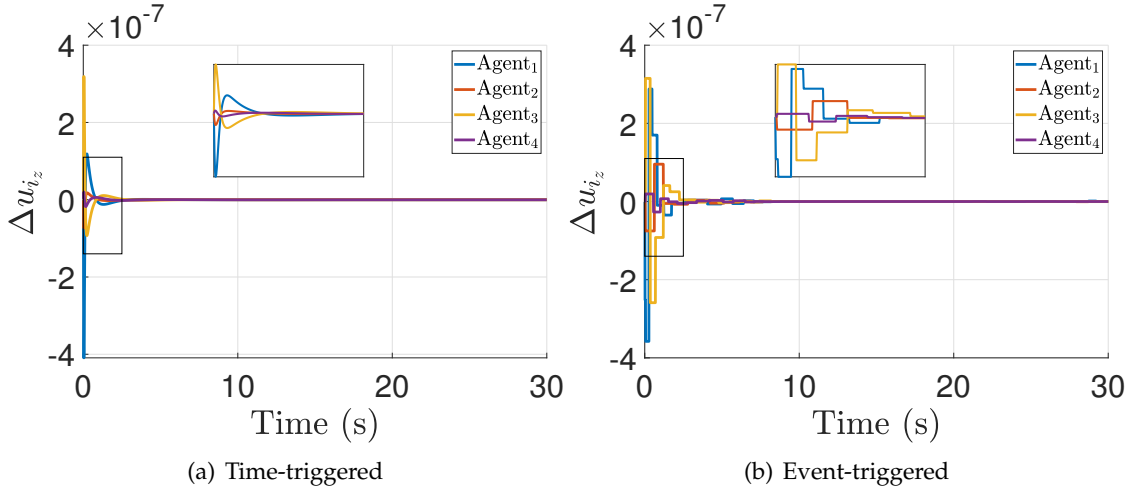 ×10⁻⁷
4
2
0
-2
-4
Δu_{i_z}
0 10 20 30
Time (s)
Agent₁
Agent₂
Agent₃
Agent₄
(a) Time-triggered
×10⁻⁷
4
2
0
-2
-4
Δu_{i_z}
0 10 20 30
Time (s)
Agent₁
Agent₂
Agent₃
Agent₄
(b) Event-triggered